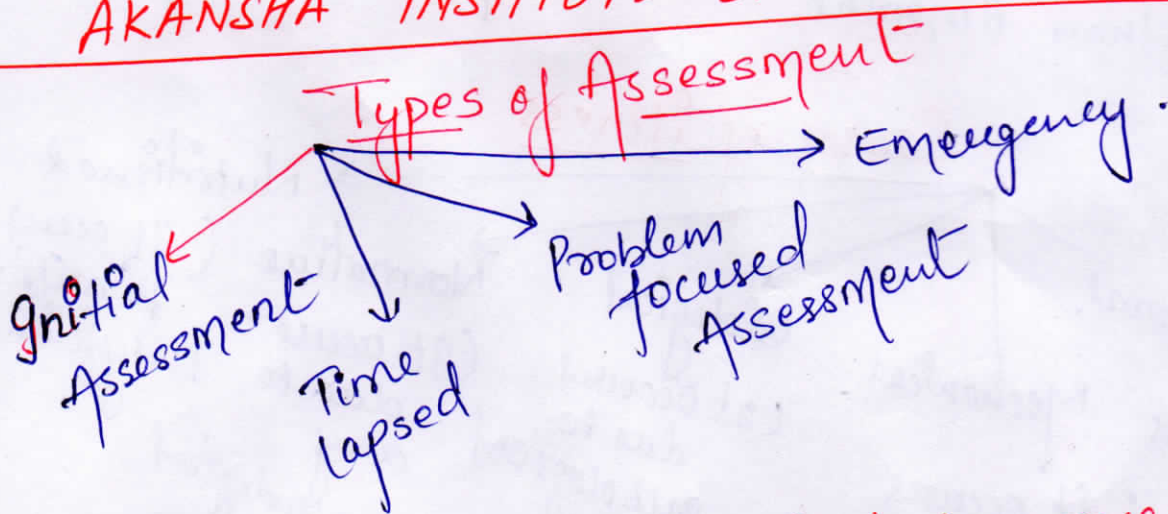 AKANSHA
Types of Assessment
Emergency.
Problem
focused
Assessment
Initial
Assessment
Time
lapsed